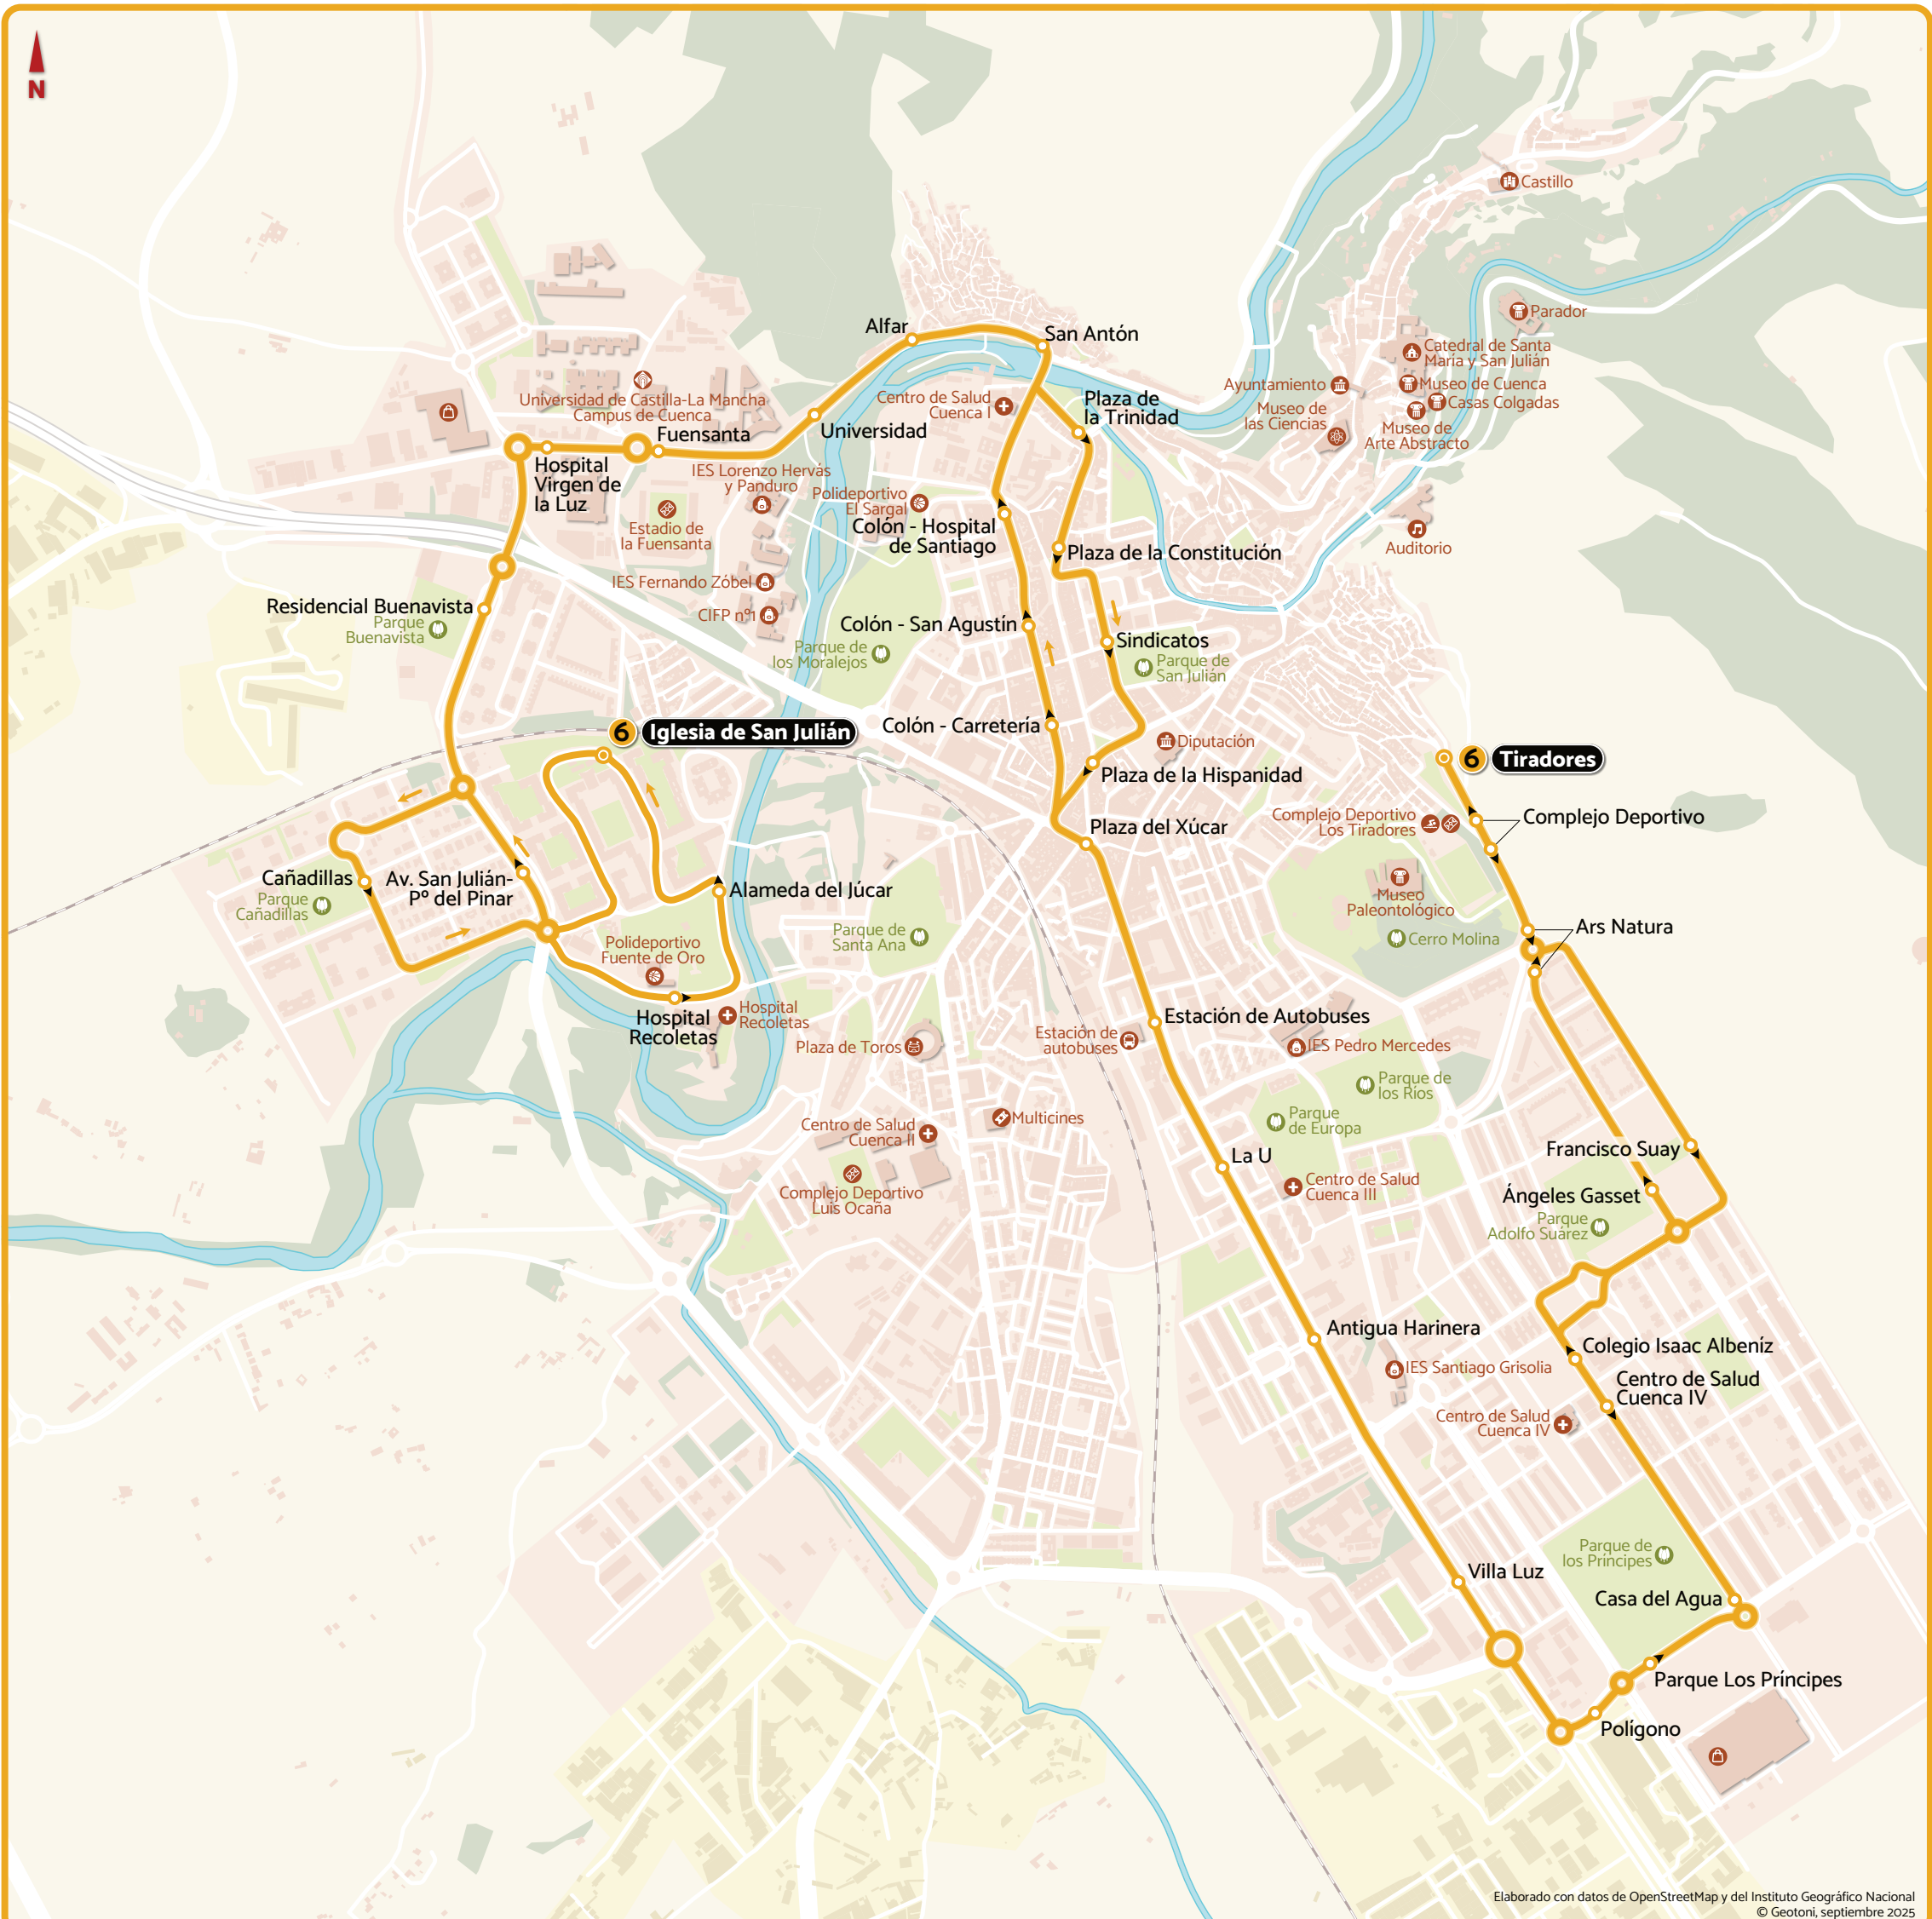 N
Castillo
Parador
Alfar
San Antón
Catedral de Santa
María y San Julián
Ayuntamiento
Museo de Cuenca
Casas Colgadas
Universidad de Castilla-La Mancha
Campus de Cuenca
Centro de Salud
Cuenca I
Plaza de
la Trinidad
Museo de
las Ciencias
Museo de
Arte Abstracto
Fuensanta
Universidad
Hospital
Virgen de
la Luz
IES Lorenzo Hervás
y Panduro
Polideportivo
El Sargal
Estadio de
la Fuensanta
Colón - Hospital
de Santiago
Plaza de la Constitución
Auditorio
IES Fernando Zóbel
Residencial Buenavista
Parque
Buenavista
CIFP nº1
Colón - San Agustín
Parque de
los Moralejos
Sindicatos
Parque de
San Julián
6 Iglesia de San Julián
Colón - Carretería
Diputación
Plaza de la Hispanidad
6 Tiradores
Complejo Deportivo
Los Tiradores
Complejo Deportivo
Plaza del Xúcar
Cañadillas
Parque
Cañadillas
Av. San Julián-
Pº del Pinar
Alameda del Júcar
Museo
Paleontológico
Ars Natura
Parque de
Santa Ana
Cerro Molina
Polideportivo
Fuente de Oro
Hospital
Recoletas
Hospital
Recoletas
Estación de Autobuses
Estación de
autobuses
Plaza de Toros
IES Pedro Mercedes
Parque de
los Ríos
Parque
de Europa
Multicines
Centro de Salud
Cuenca II
La U
Francisco Suay
Centro de Salud
Cuenca III
Complejo Deportivo
Luis Ocaña
Ángeles Gasset
Parque
Adolfo Suárez
Antigua Harinera
Colegio Isaac Albeníz
IES Santiago Grisolia
Centro de Salud
Cuenca IV
Centro de Salud
Cuenca IV
Parque de
los Príncipes
Villa Luz
Casa del Agua
Parque Los Príncipes
Polígono
Elaborado con datos de OpenStreetMap y del Instituto Geográfico Nacional
© Geotoni, septiembre 2025